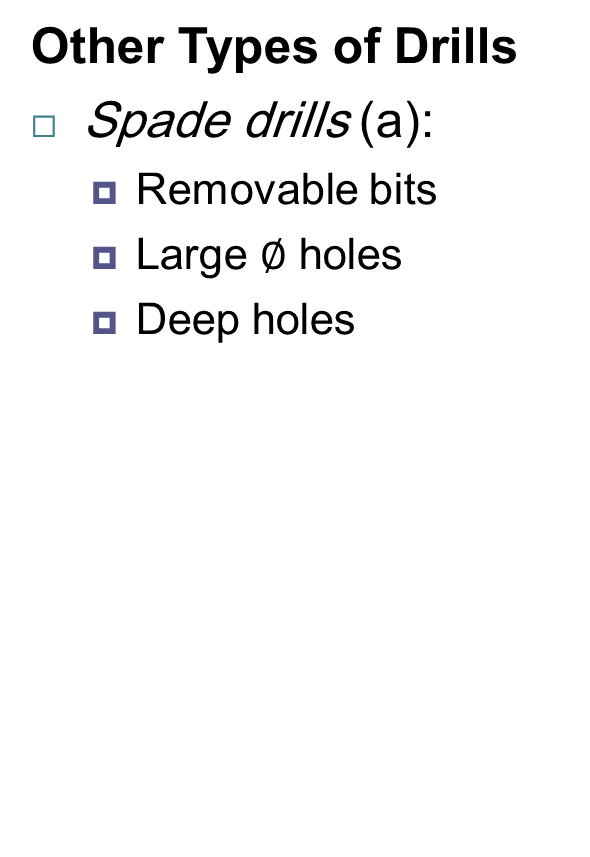 Other Types of Drills
Spade drills (a):
Removable bits
Large Ø holes
Deep holes